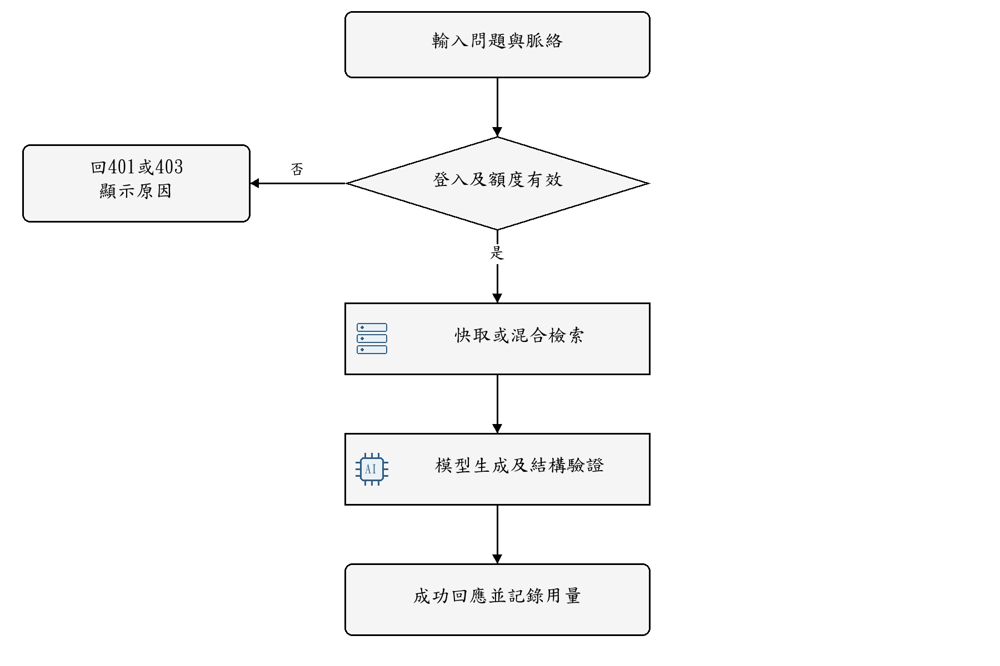 輸入問題與脈絡
登入及額度有效
否
回401或403
顯示原因
是
快取或混合檢索
AI
模型生成及結構驗證
成功回應並記錄用量